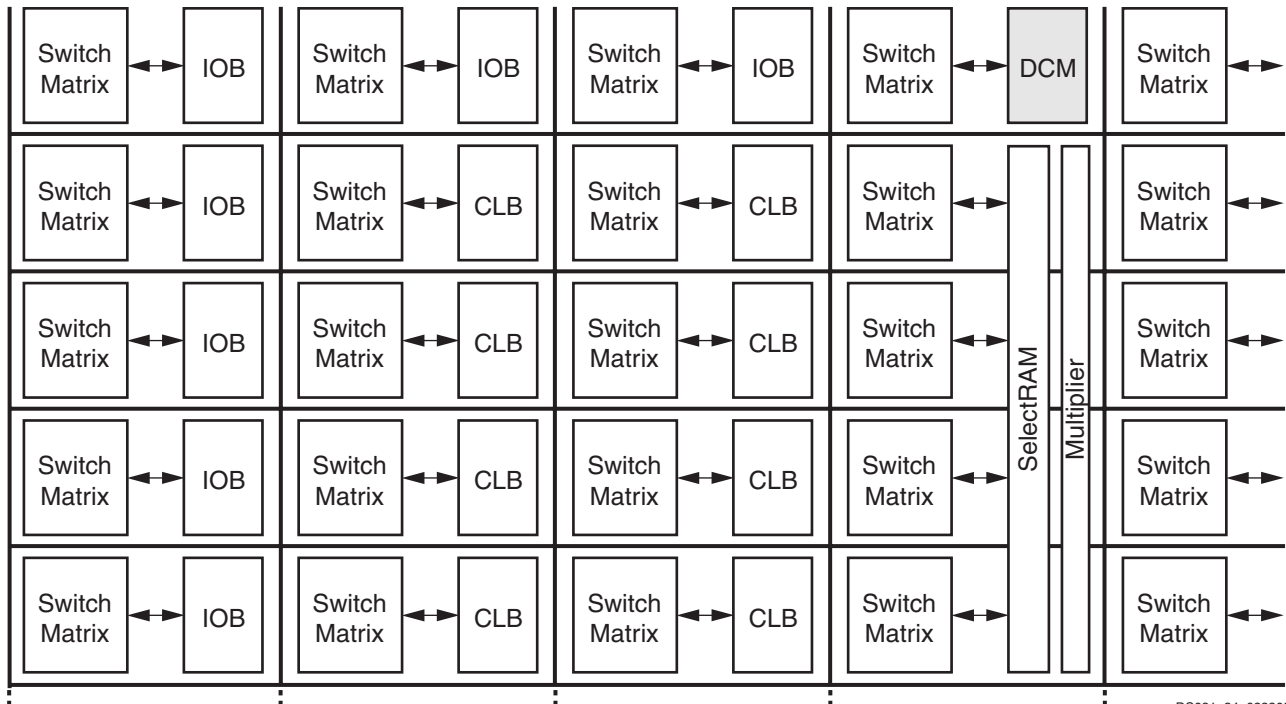 Switch
Matrix
IOB
Switch
Matrix
IOB
Switch
Matrix
IOB
Switch
Matrix
DCM
Switch
Matrix
Switch
Matrix
IOB
Switch
Matrix
CLB
Switch
Matrix
CLB
Switch
Matrix
Switch
Matrix
Switch
Matrix
IOB
Switch
Matrix
CLB
Switch
Matrix
CLB
Switch
Matrix
SelectRAM
Multiplier
Switch
Matrix
Switch
Matrix
IOB
Switch
Matrix
CLB
Switch
Matrix
CLB
Switch
Matrix
Switch
Matrix
Switch
Matrix
IOB
Switch
Matrix
CLB
Switch
Matrix
CLB
Switch
Matrix
Switch
Matrix